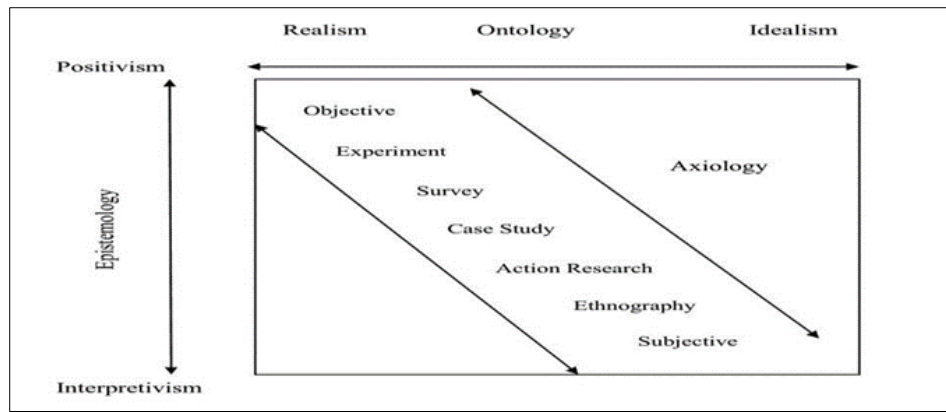 Realism Ontology Idealism
Positivism
Objective
Experiment
Axiology
Survey
Epistemology
Case Study
Action Research
Ethnography
Subjective
Interpretivism